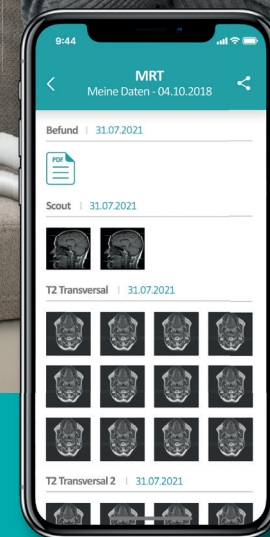 9:44
MRT
Meine Daten - 04.10.2018
Befund | 31.07.2021
PDF
Scout | 31.07.2021
T2 Transversal | 31.07.2021
T2 Transversal 2 | 31.07.2021